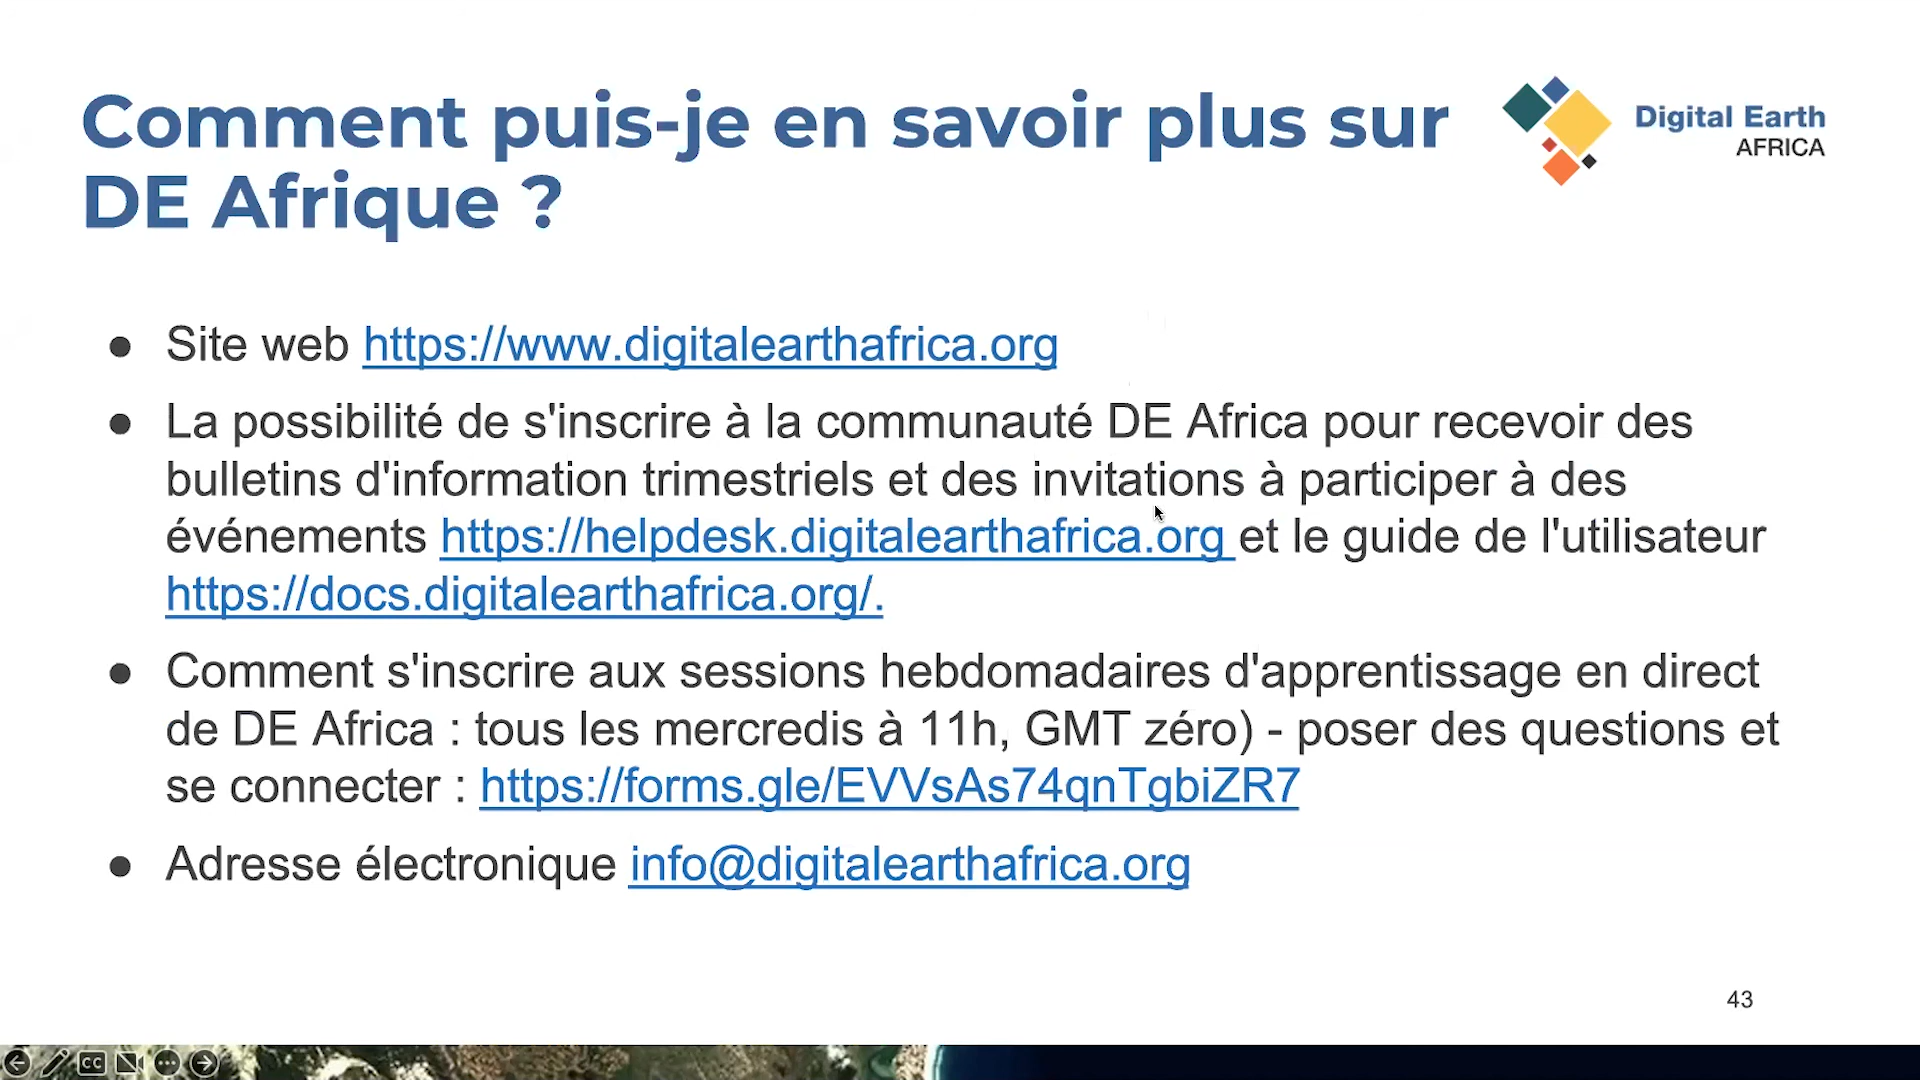 Comment puis-je en savoir plus sur
DE Afrique ?
Digital Earth
AFRICA
● Site web https://www.digitalearthafrica.org
● La possibilité de s'inscrire à la communauté DE Africa pour recevoir des
bulletins d'information trimestriels et des invitations à participer à des
événements https://helpdesk.digitalearthafrica.org et le guide de l'utilisateur
https://docs.digitalearthafrica.org/.
● Comment s'inscrire aux sessions hebdomadaires d'apprentissage en direct
de DE Africa : tous les mercredis à 11h, GMT zéro) - poser des questions et
se connecter : https://forms.gle/EVVsAs74qnTgbiZR7
● Adresse électronique info@digitalearthafrica.org
43
CC